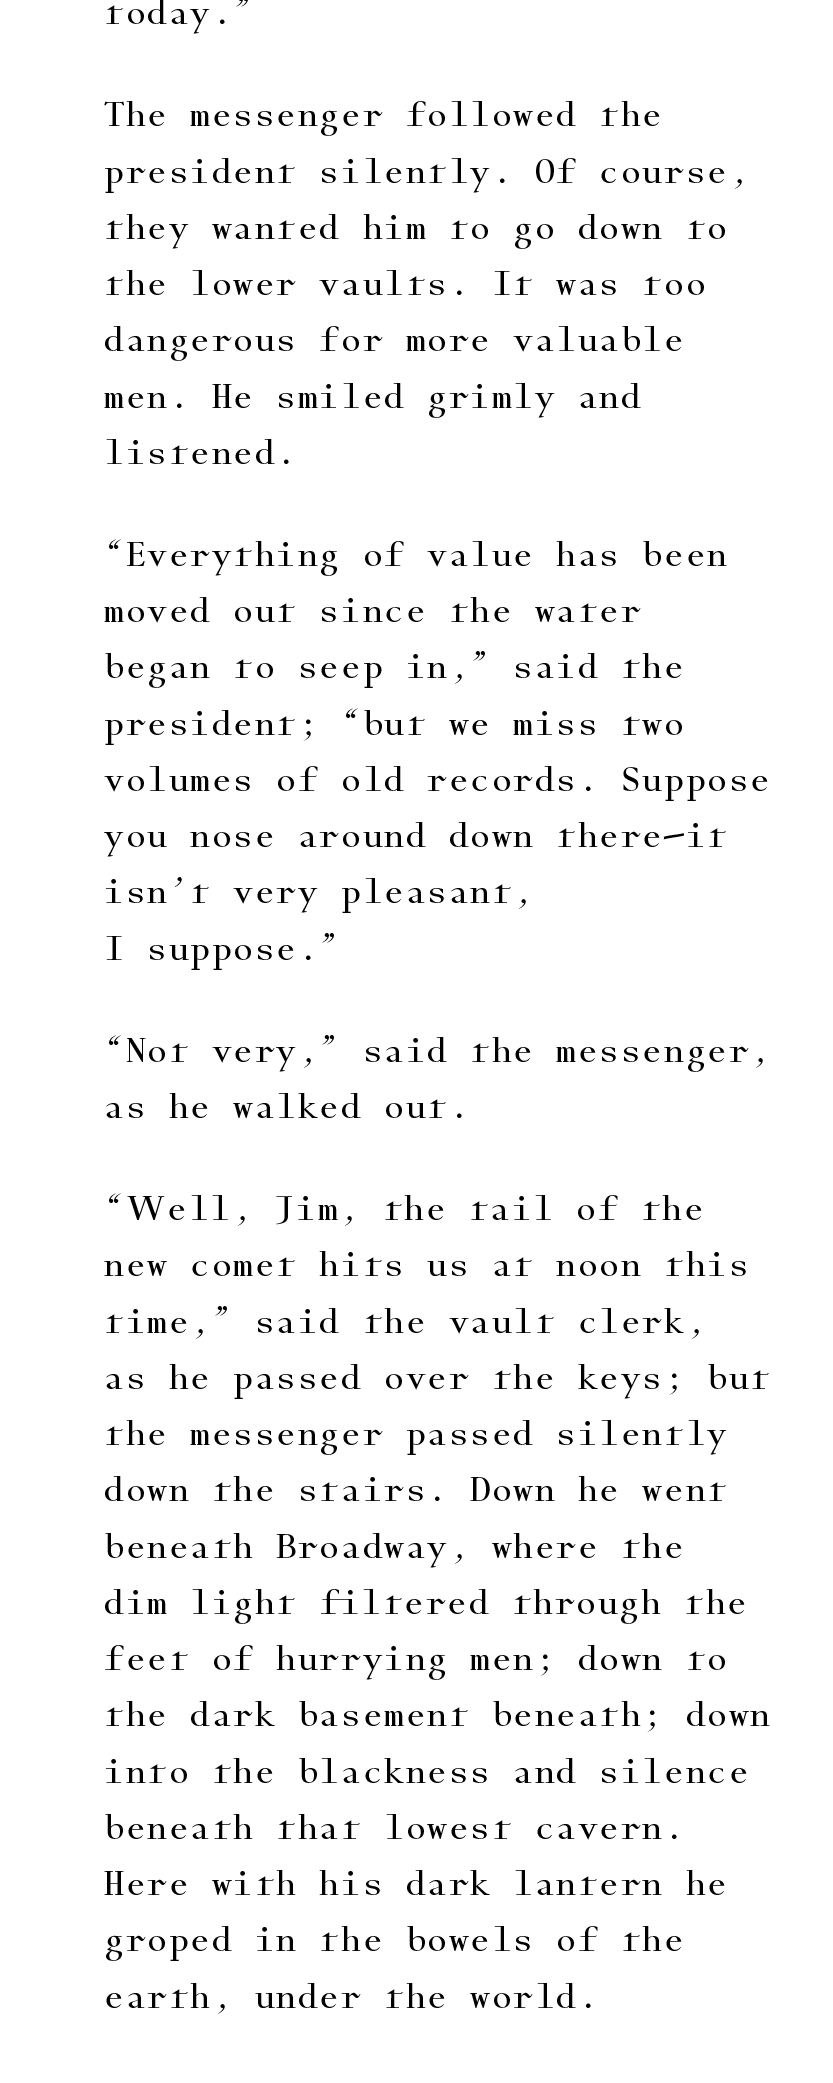 today.”
The messenger followed the
president silently. Of course,
they wanted him to go down to
the lower vaults. It was too
dangerous for more valuable
men. He smiled grimly and
listened.
“Everything of value has been
moved out since the water
began to seep in,” said the
president; “but we miss two
volumes of old records. Suppose
you nose around down there—it
isn’t very pleasant,
I suppose.”
“Not very,” said the messenger,
as he walked out.
“Well, Jim, the tail of the
new comet hits us at noon this
time,” said the vault clerk,
as he passed over the keys; but
the messenger passed silently
down the stairs. Down he went
beneath Broadway, where the
dim light filtered through the
feet of hurrying men; down to
the dark basement beneath; down
into the blackness and silence
beneath that lowest cavern.
Here with his dark lantern he
groped in the bowels of the
earth, under the world.